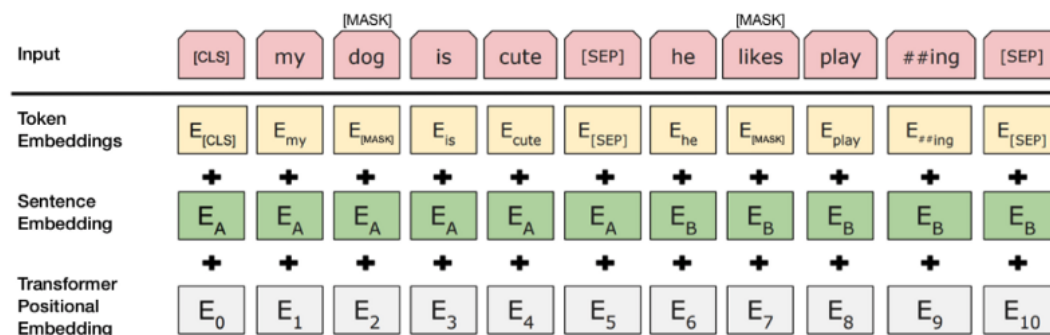 [MASK] [MASK]
Input [CLS] my dog is cute [SEP] he likes play ##ing [SEP]
Token
Embeddings
E[CLS] Emy E[MASK] Eis Ecute E[SEP] Ehe E[MASK] Eplay E##ing E[SEP]
+ + + + + + + + + + +
Sentence
Embedding
EA EA EA EA EA EA EB EB EB EB EB
+ + + + + + + + + + +
Transformer
Positional
Embedding
E0 E1 E2 E3 E4 E5 E6 E7 E8 E9 E10